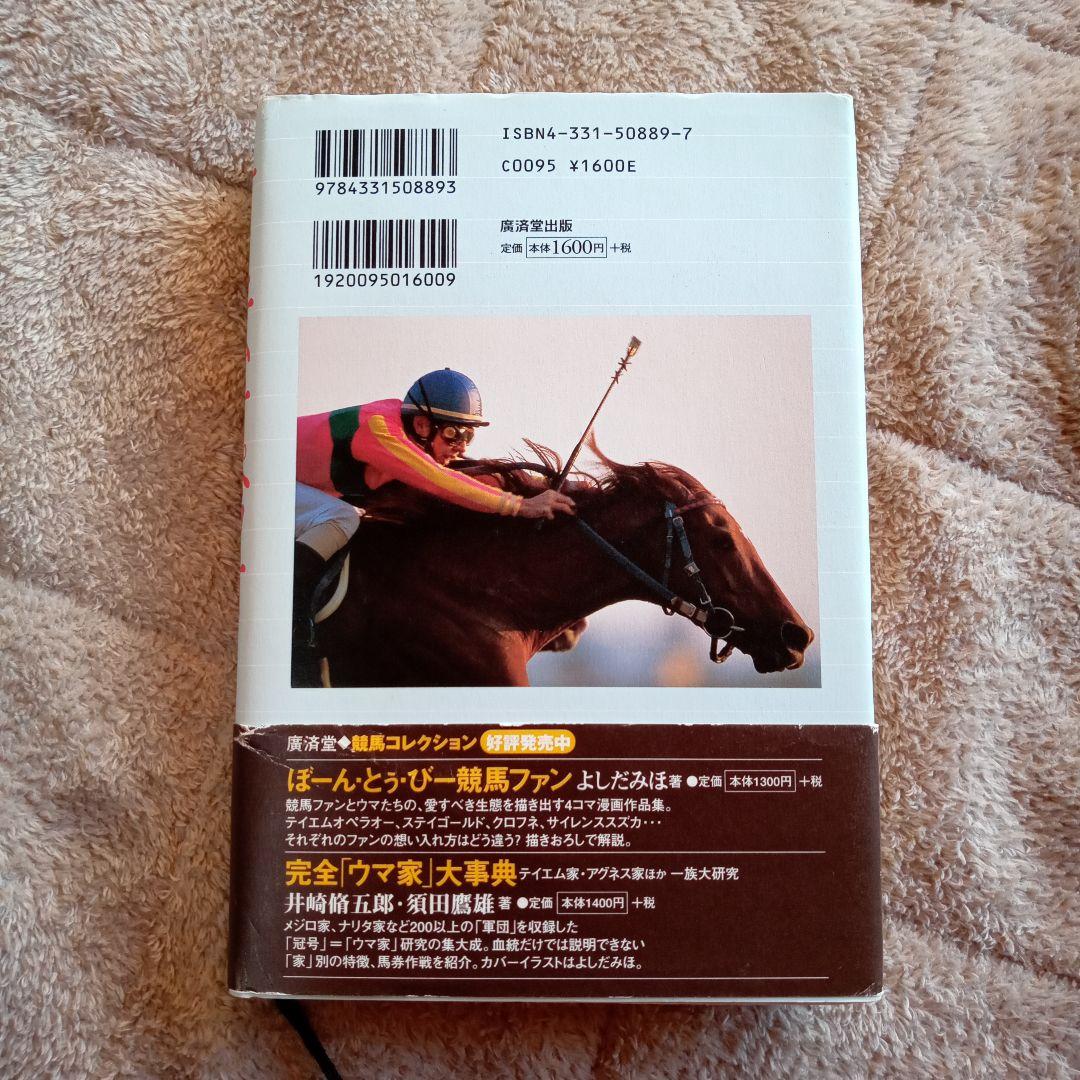 ISBN4-331-50889-7
C0095 ¥1600E
9784331508893
廣済堂出版
定価 本体1600円 +税
1920095016009
廣済堂◆競馬コレクション 好評発売中
ぼーん・とぅ・びー競馬ファン よしだみほ著 ●定価 本体1300円 +税
競馬ファンとウマたちの、愛すべき生態を描き出す4コマ漫画作品集。
テイエムオペラオー、ステイゴールド、クロフネ、サイレンススズカ・・・
それぞれのファンの想い入れ方はどう違う? 描きおろしで解説。
完全「ウマ家」大事典 テイエム家・アグネス家ほか 一族大研究
井崎脩五郎・須田鷹雄 著 ●定価 本体1400円 +税
メジロ家、ナリタ家など200以上の「軍団」を収録した
「冠号」=「ウマ家」研究の集大成。血統だけでは説明できない
「家」別の特徴、馬券作戦を紹介。カバーイラストはよしだみほ。